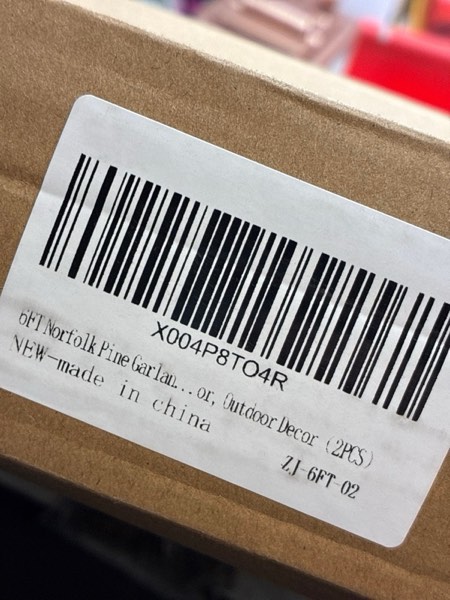 X004P8TO4R
6FT Norfolk Pine Garlan...or, Outdoor Decor (2PCS)
NEW-made in china
ZJ-6FT-02